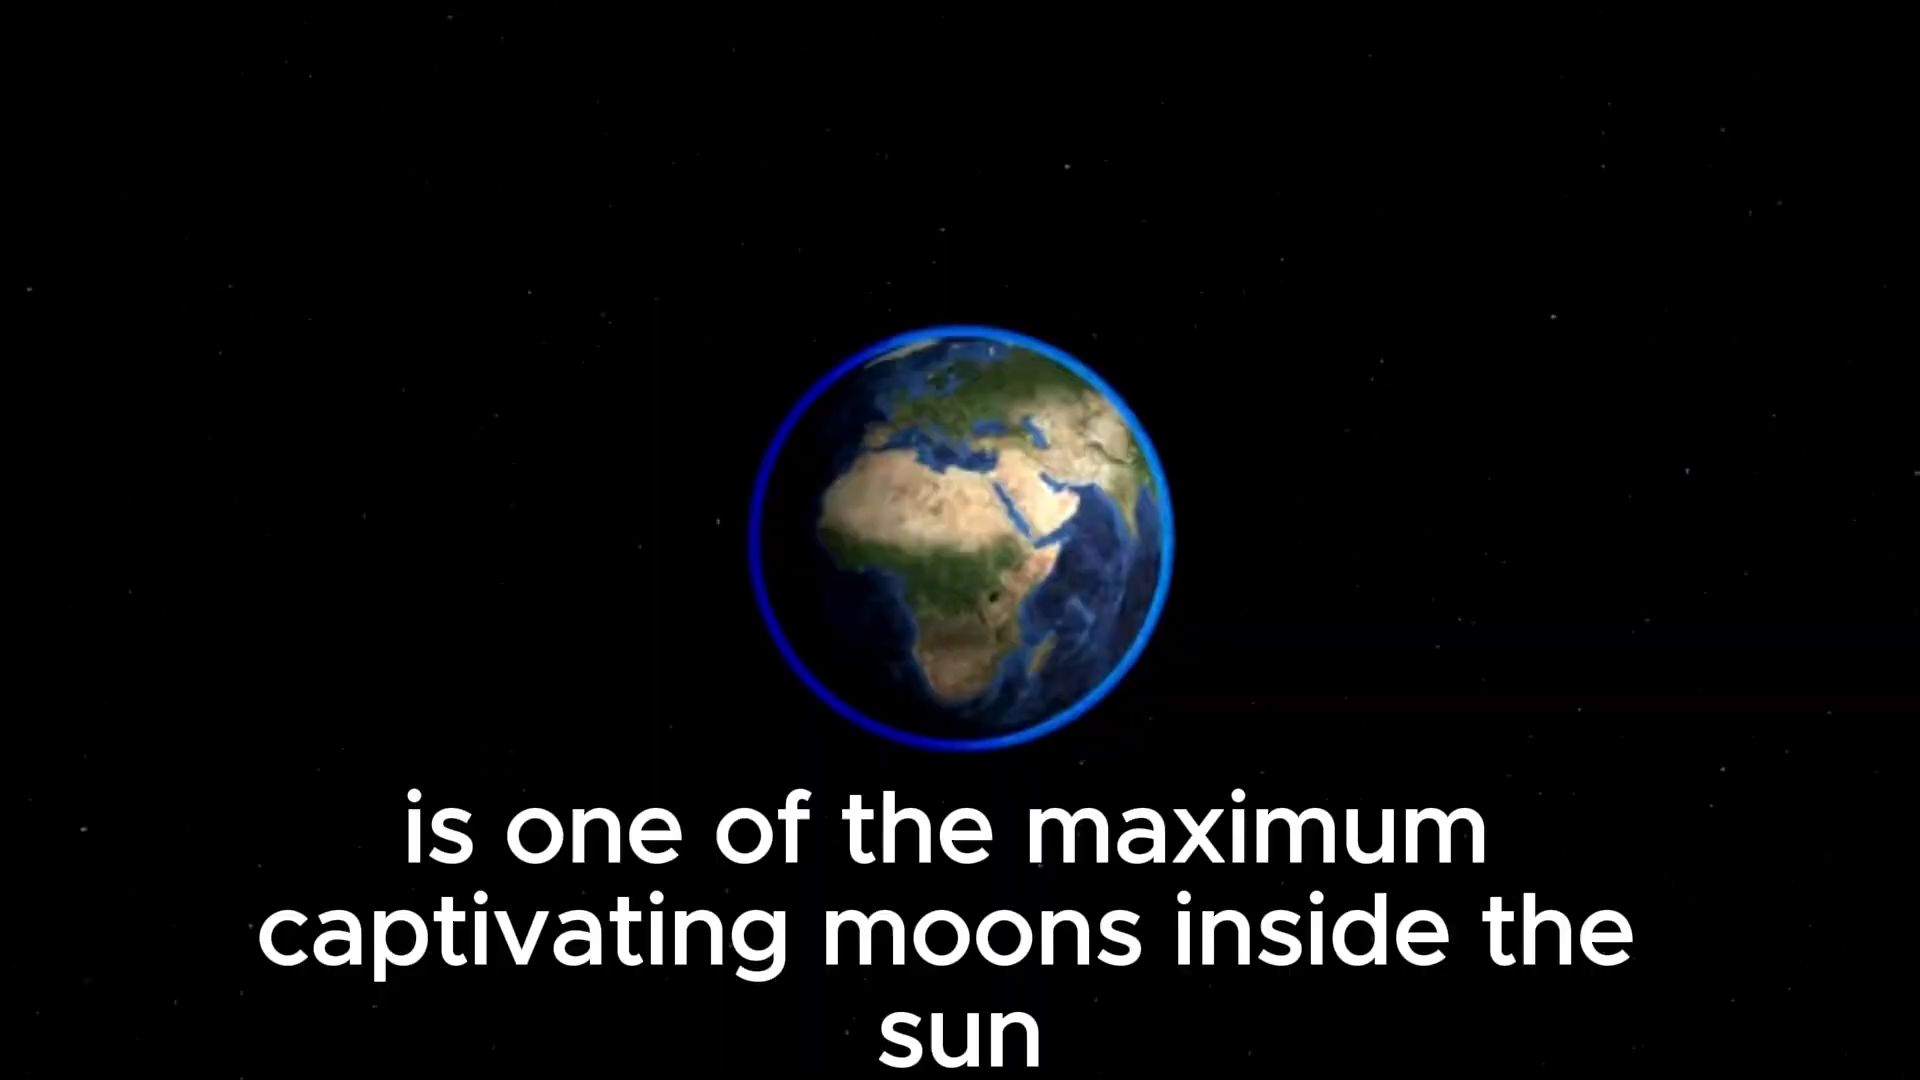 is one of the maximum
captivating moons inside the
sun